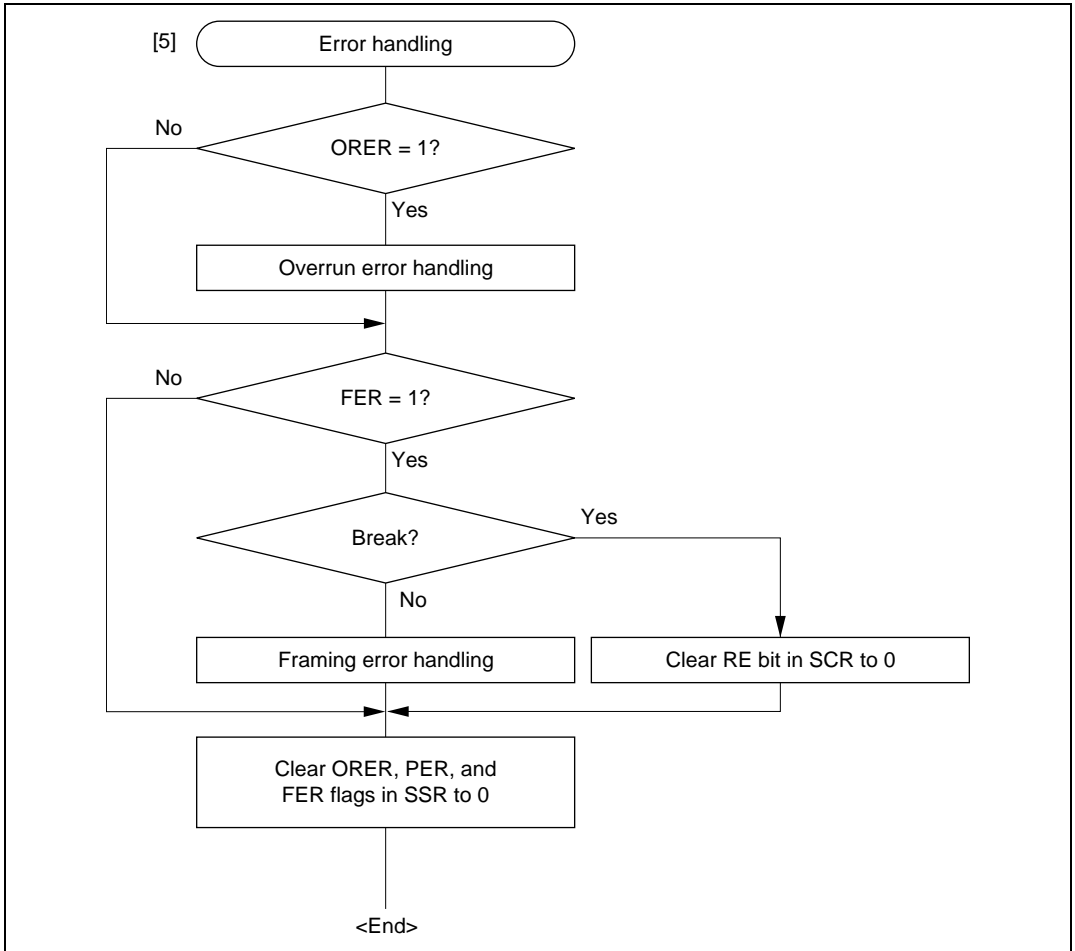 [5] Error handling
No
ORER = 1?
Yes
Overrun error handling
No
FER = 1?
Yes
Break?
Yes
No
Framing error handling
Clear RE bit in SCR to 0
Clear ORER, PER, and
FER flags in SSR to 0
<End>